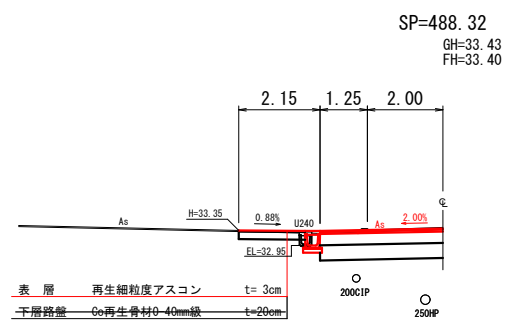 SP=488.32
GH=33.43
FH=33.40
2.15 1.25 2.00
℄
H=33.35 0.88% U240 As 2.00%
As
EL=32.95
表 層 再生細粒度アスコン t= 3cm
下層路盤 Co再生骨材0-40mm級 t=20cm
200CIP
250HP